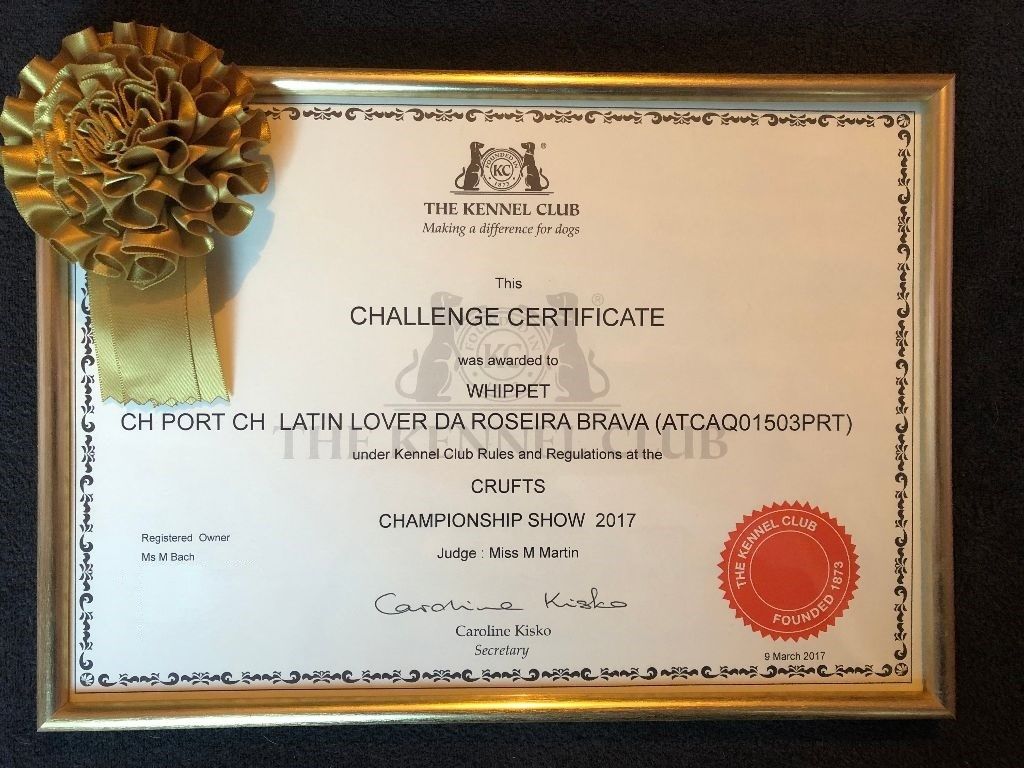 FOUNDED IN
KC
1873
THE KENNEL CLUB
Making a difference for dogs
This
CHALLENGE CERTIFICATE
was awarded to
WHIPPET
CH PORT CH LATIN LOVER DA ROSEIRA BRAVA (ATCAQ01503PRT)
THE KENNEL CLUB
under Kennel Club Rules and Regulations at the
CRUFTS
CHAMPIONSHIP SHOW 2017
Registered Owner
Ms M Bach
Judge : Miss M Martin
Caroline Kisko
Caroline Kisko
Secretary
THE KENNEL CLUB
FOUNDED 1873
9 March 2017